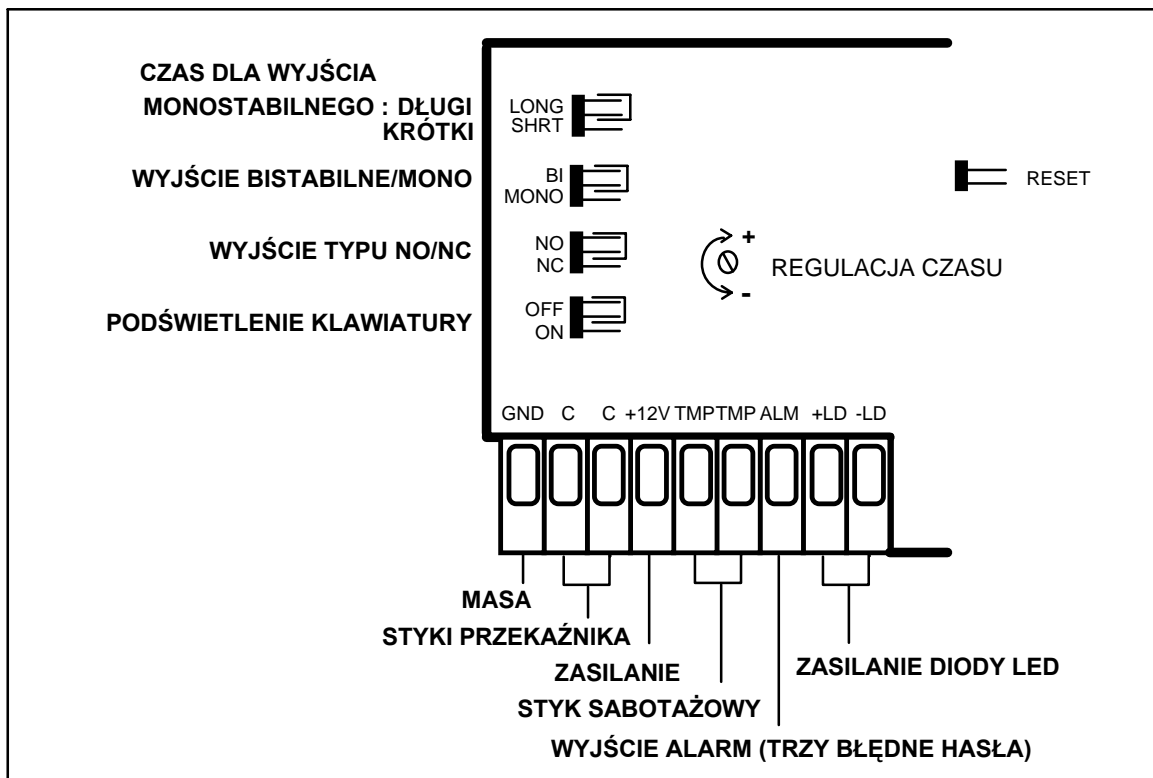 CZAS DLA WYJŚCIA
MONOSTABILNEGO : DŁUGI
KRÓTKI
LONG
SHRT
WYJŚCIE BISTABILNE/MONO
BI
MONO
RESET
WYJŚCIE TYPU NO/NC
NO
NC
+
REGULACJA CZASU
-
PODŚWIETLENIE KLAWIATURY
OFF
ON
GND C C +12V TMP TMP ALM +LD -LD
MASA
STYKI PRZEKAŹNIKA
ZASILANIE
ZASILANIE DIODY LED
STYK SABOTAŻOWY
WYJŚCIE ALARM (TRZY BŁĘDNE HASŁA)